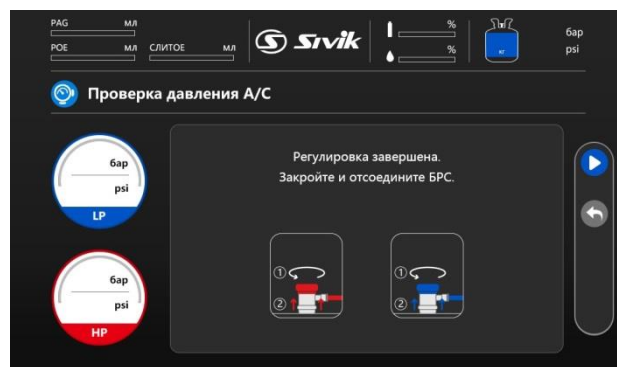 PAG мл
POE мл СЛИТОЕ мл
Sivik
%
%
кг
бар
psi
Проверка давления A/C
бар
psi
LP
бар
psi
HP
Регулировка завершена.
Закройте и отсоедините БРС.
① ①
② ②